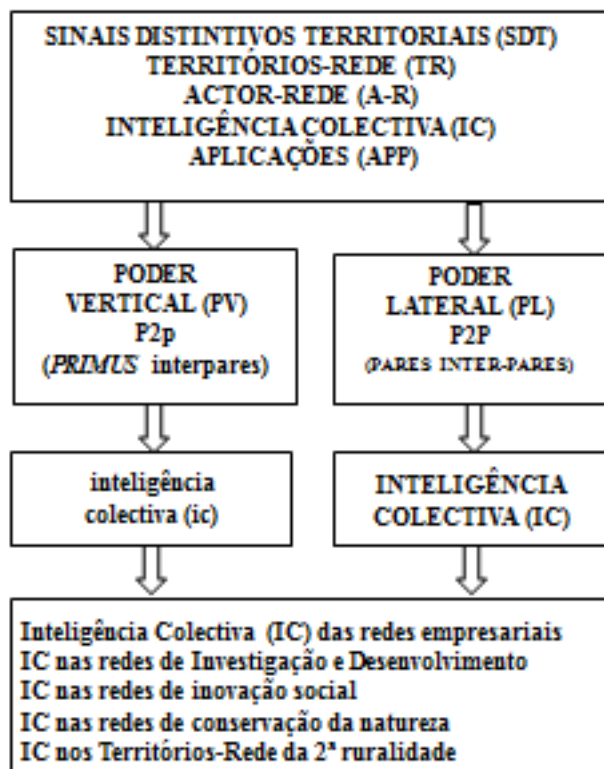 SINAIS DISTINTIVOS TERRITORIAIS (SDT)
TERRITÓRIOS-REDE (TR)
ACTOR-REDE (A-R)
INTELIGÊNCIA COLECTIVA (IC)
APLICAÇÕES (APP)
PODER
VERTICAL (PV)
P2p
(PRIMUS interpares)
PODER
LATERAL (PL)
P2P
(PARES INTER-PARES)
inteligência
colectiva (ic)
INTELIGÊNCIA
COLECTIVA (IC)
Inteligência Colectiva (IC) das redes empresariais
IC nas redes de Investigação e Desenvolvimento
IC nas redes de inovação social
IC nas redes de conservação da natureza
IC nos Territórios-Rede da 2ª ruralidade